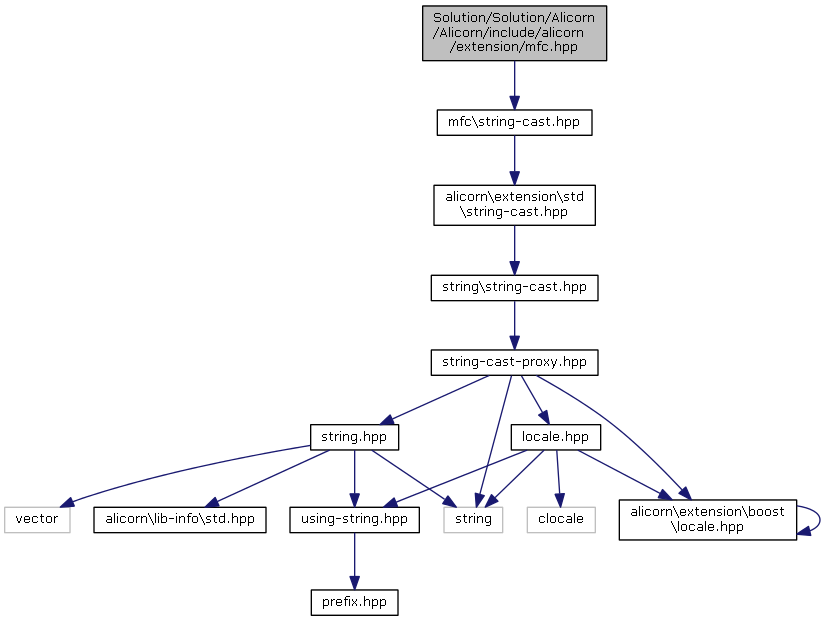 Solution/Solution/Alicorn
/Alicorn/include/alicorn
/extension/mfc.hpp
mfc\string-cast.hpp
alicorn\extension\std
\string-cast.hpp
string\string-cast.hpp
string-cast-proxy.hpp
string.hpp
locale.hpp
vector
alicorn\lib-info\std.hpp
using-string.hpp
string
clocale
alicorn\extension\boost
\locale.hpp
prefix.hpp